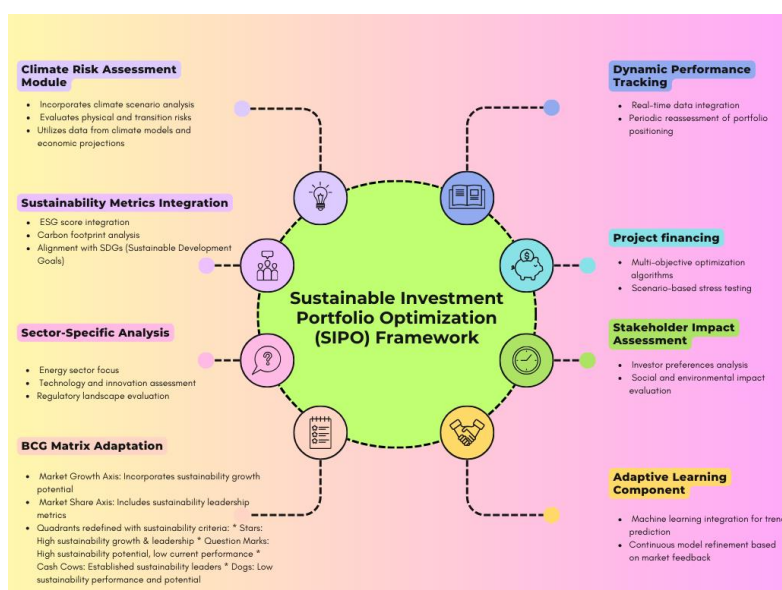 Climate Risk Assessment
Module
• Incorporates climate scenario analysis
• Evaluates physical and transition risks
• Utilizes data from climate models and
economic projections
Sustainability Metrics Integration
• ESG score integration
• Carbon footprint analysis
• Alignment with SDGs (Sustainable Development
Goals)
Sector-Specific Analysis
• Energy sector focus
• Technology and innovation assessment
• Regulatory landscape evaluation
BCG Matrix Adaptation
• Market Growth Axis: Incorporates sustainability growth
potential
• Market Share Axis: Includes sustainability leadership
metrics
• Quadrants redefined with sustainability criteria: * Stars:
High sustainability growth & leadership * Question Marks:
High sustainability potential, low current performance *
Cash Cows: Established sustainability leaders * Dogs: Low
sustainability performance and potential
Sustainable Investment
Portfolio Optimization
(SIPO) Framework
Dynamic Performance
Tracking
• Real-time data integration
• Periodic reassessment of portfolio
positioning
Project financing
• Multi-objective optimization
algorithms
• Scenario-based stress testing
Stakeholder Impact
Assessment
• Investor preferences analysis
• Social and environmental impact
evaluation
Adaptive Learning
Component
• Machine learning integration for tren
prediction
• Continuous model refinement based
on market feedback